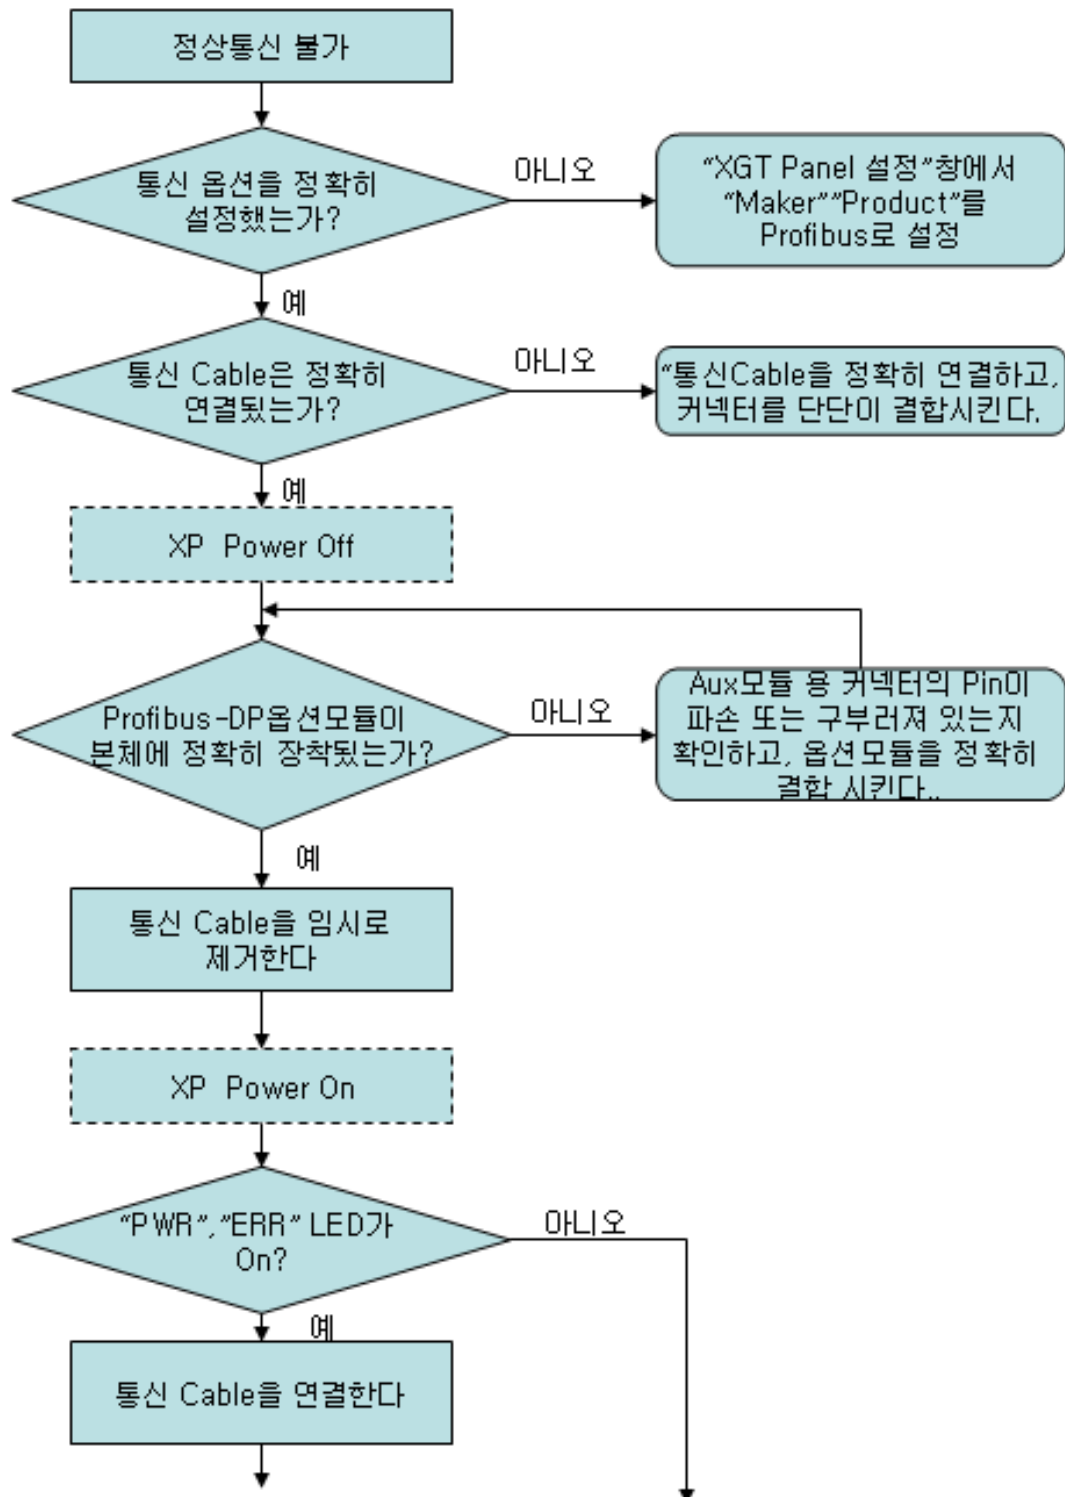 정상통신 불가
통신 옵션을 정확히
설정했는가?
아니오
“XGT Panel 설정”창에서
“Maker”“Product”를
Profibus로 설정
예
통신 Cable은 정확히
연결됬는가?
아니오
“통신Cable을 정확히 연결하고,
커넥터를 단단이 결합시킨다.
예
XP Power Off
Profibus-DP옵션모듈이
본체에 정확히 장착됬는가?
아니오
Aux모듈 용 커넥터의 Pin이
파손 또는 구부러져 있는지
확인하고, 옵션모듈을 정확히
결합 시킨다..
예
통신 Cable을 임시로
제거한다
XP Power On
“PWR”,“ERR” LED가
On?
아니오
예
통신 Cable을 연결한다